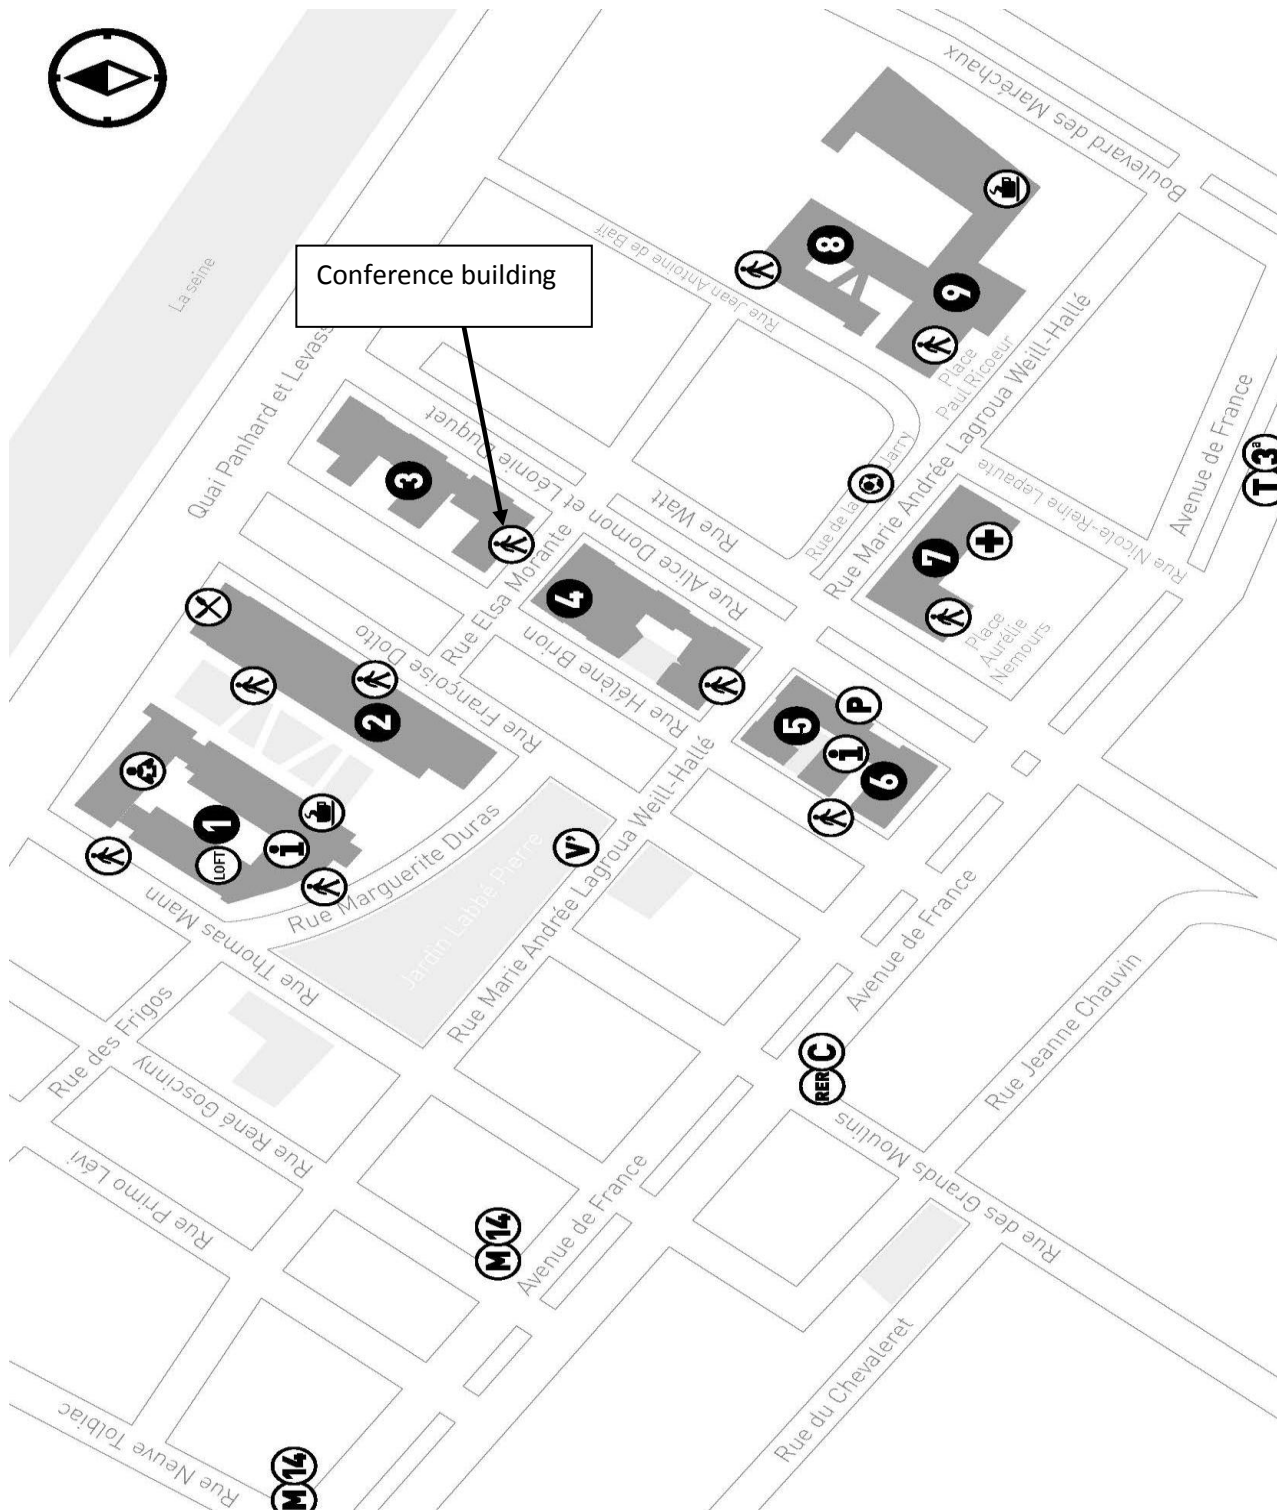 Boulevard des Maréchaux
La seine
Conference building
Rue Jean Antoine de Baïf
8
9
Place
Paul Ricoeur
Quai Panhard et Levass
Rue Alice Domon et Léonie Duquet
3
Rue Watt
Rue de la
Jarry
Rue Marie Andrée Lagroua Weill-Hallé
Avenue de France
T 3ª
Rue Nicole-Reine Lepaute
7
Place
Aurélie
Nemours
Rue Elsa Morante
4
Rue Hélène Brion
Rue Françoise Dolto
2
5
P
i
6
1
LOFT
i
Rue Marguerite Duras
V'
Jardin Labbé Pierre
Rue Marie Andrée Lagroua Weill-Hallé
Rue Thomas Mann
Avenue de France
Rue des Frigos
Rue René Goscinny
RER C
Rue Jeanne Chauvin
Rue Primo Lévi
Rue des Grands Moulins
M 14
Avenue de France
Rue du Chevaleret
Rue Neuve Tolbiac
M 14